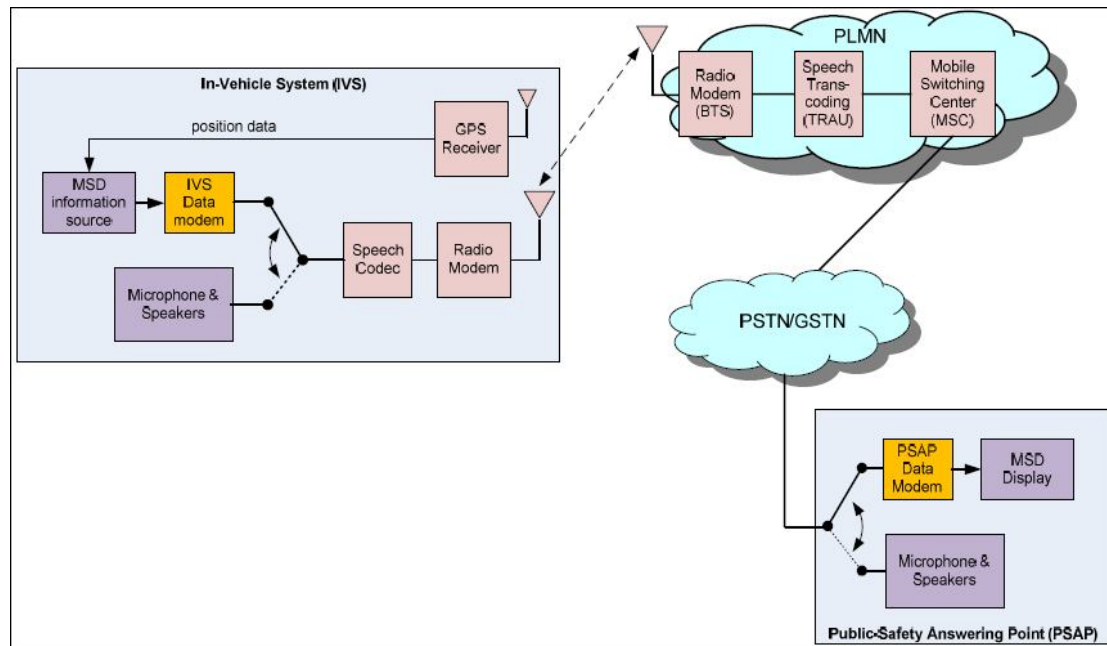 In-Vehicle System (IVS)
position data
GPS
Receiver
MSD
information
source
IVS
Data
modem
Microphone &
Speakers
Speech
Codec
Radio
Modem
PLMN
Radio
Modem
(BTS)
Speech
Trans-
coding
(TRAU)
Mobile
Switching
Center
(MSC)
PSTN/GSTN
PSAP
Data
Modem
MSD
Display
Microphone &
Speakers
Public-Safety Answering Point (PSAP)